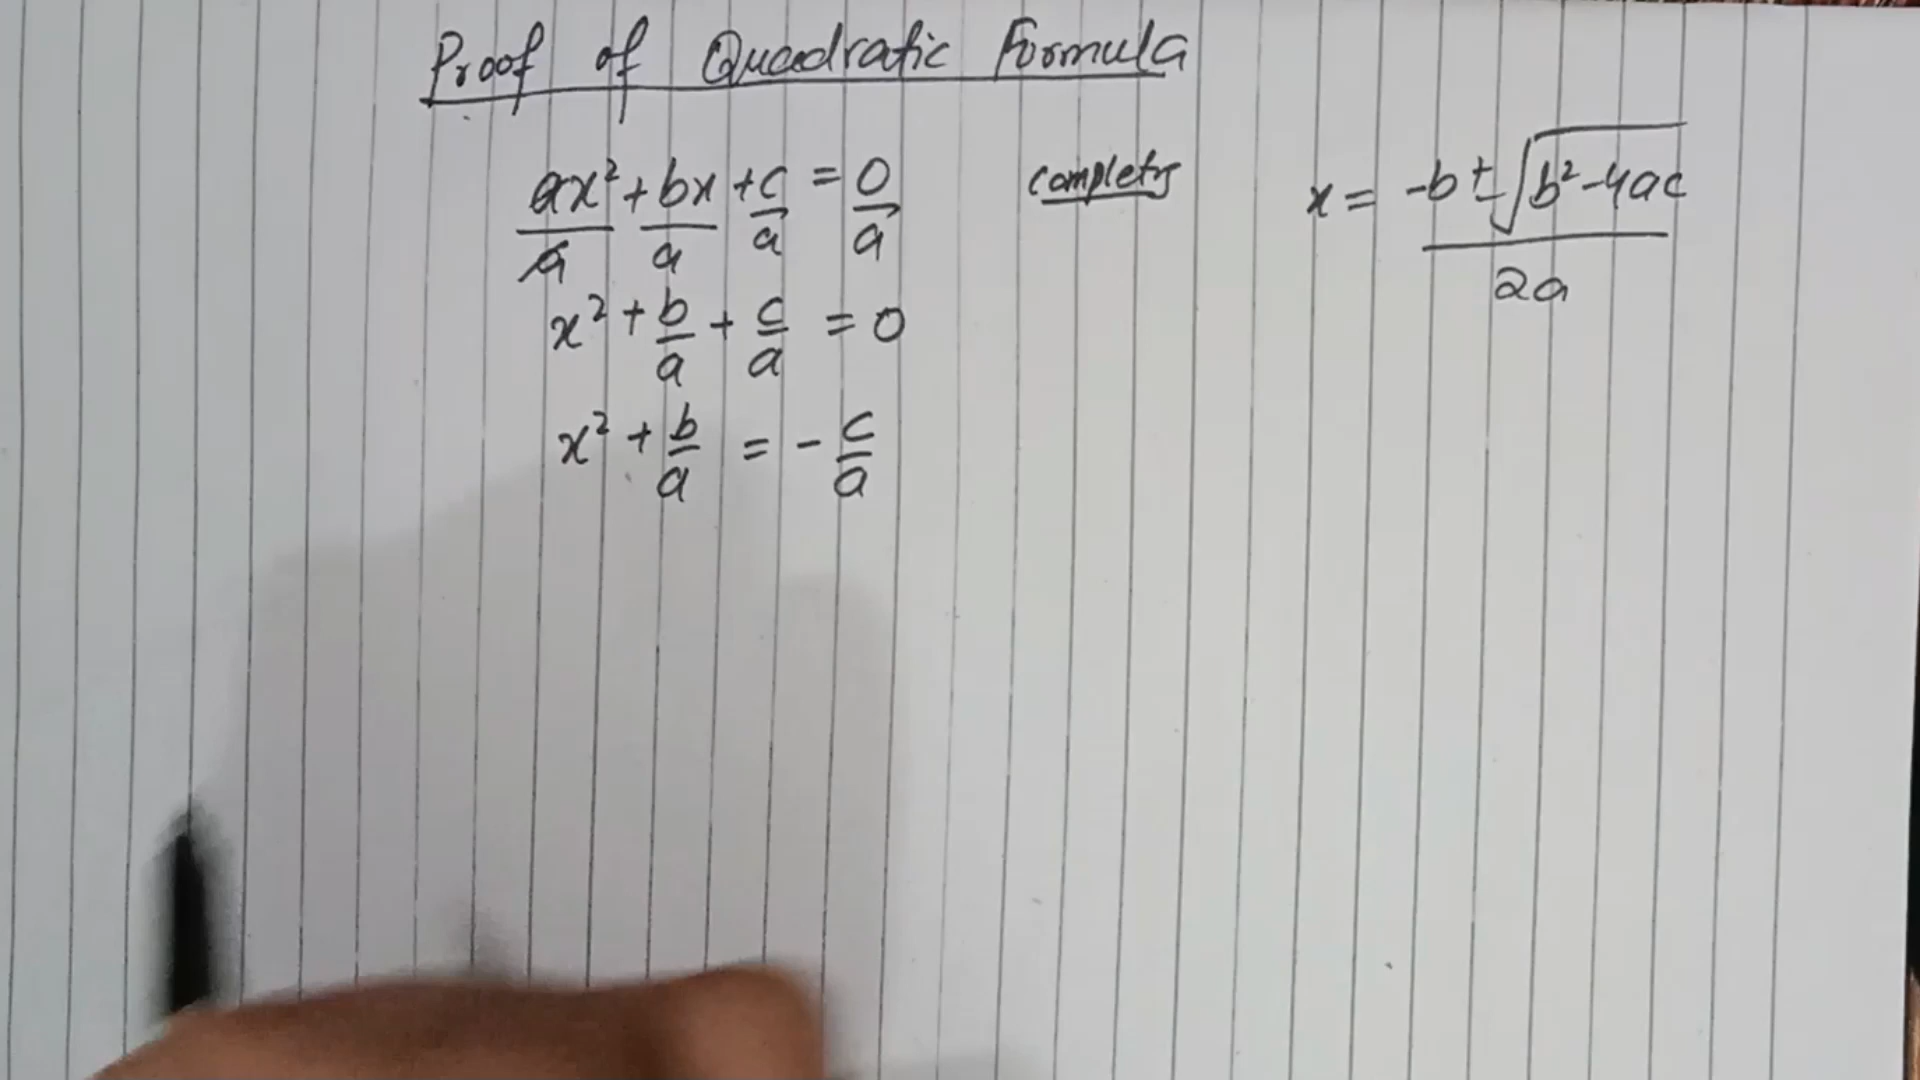 Proof of Quadratic Formula
ax²/a + bx/a + c/a = 0/a
completing
x = -b ± √(b² - 4ac) / 2a
x² + b/a + c/a = 0
x² + b/a = - c/a